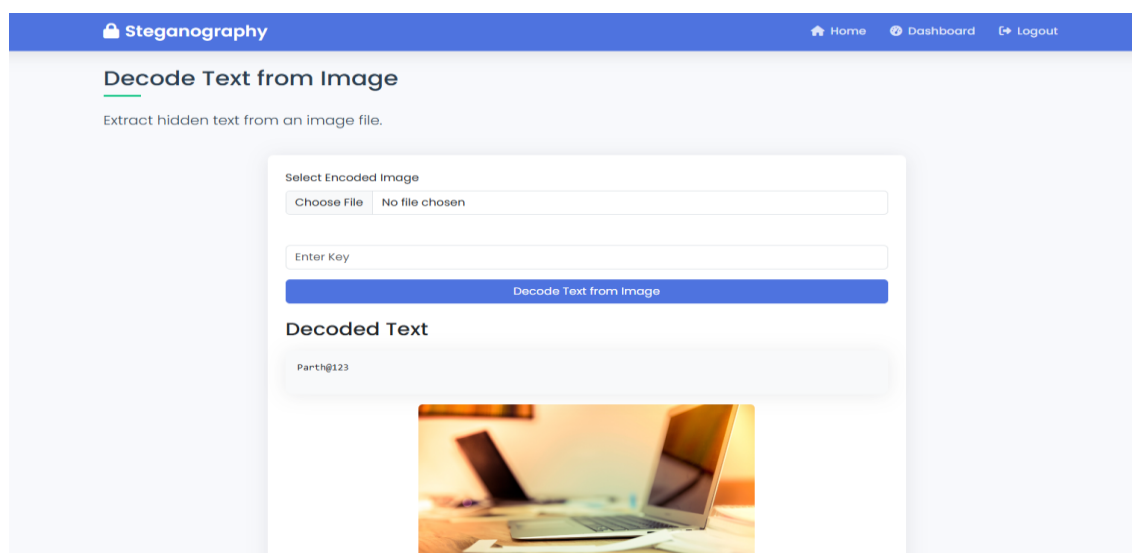 Steganography Home Dashboard Logout
Decode Text from Image
Extract hidden text from an image file.
Select Encoded Image
Choose File No file chosen
Enter Key
Decode Text from Image
Decoded Text
Parth@123